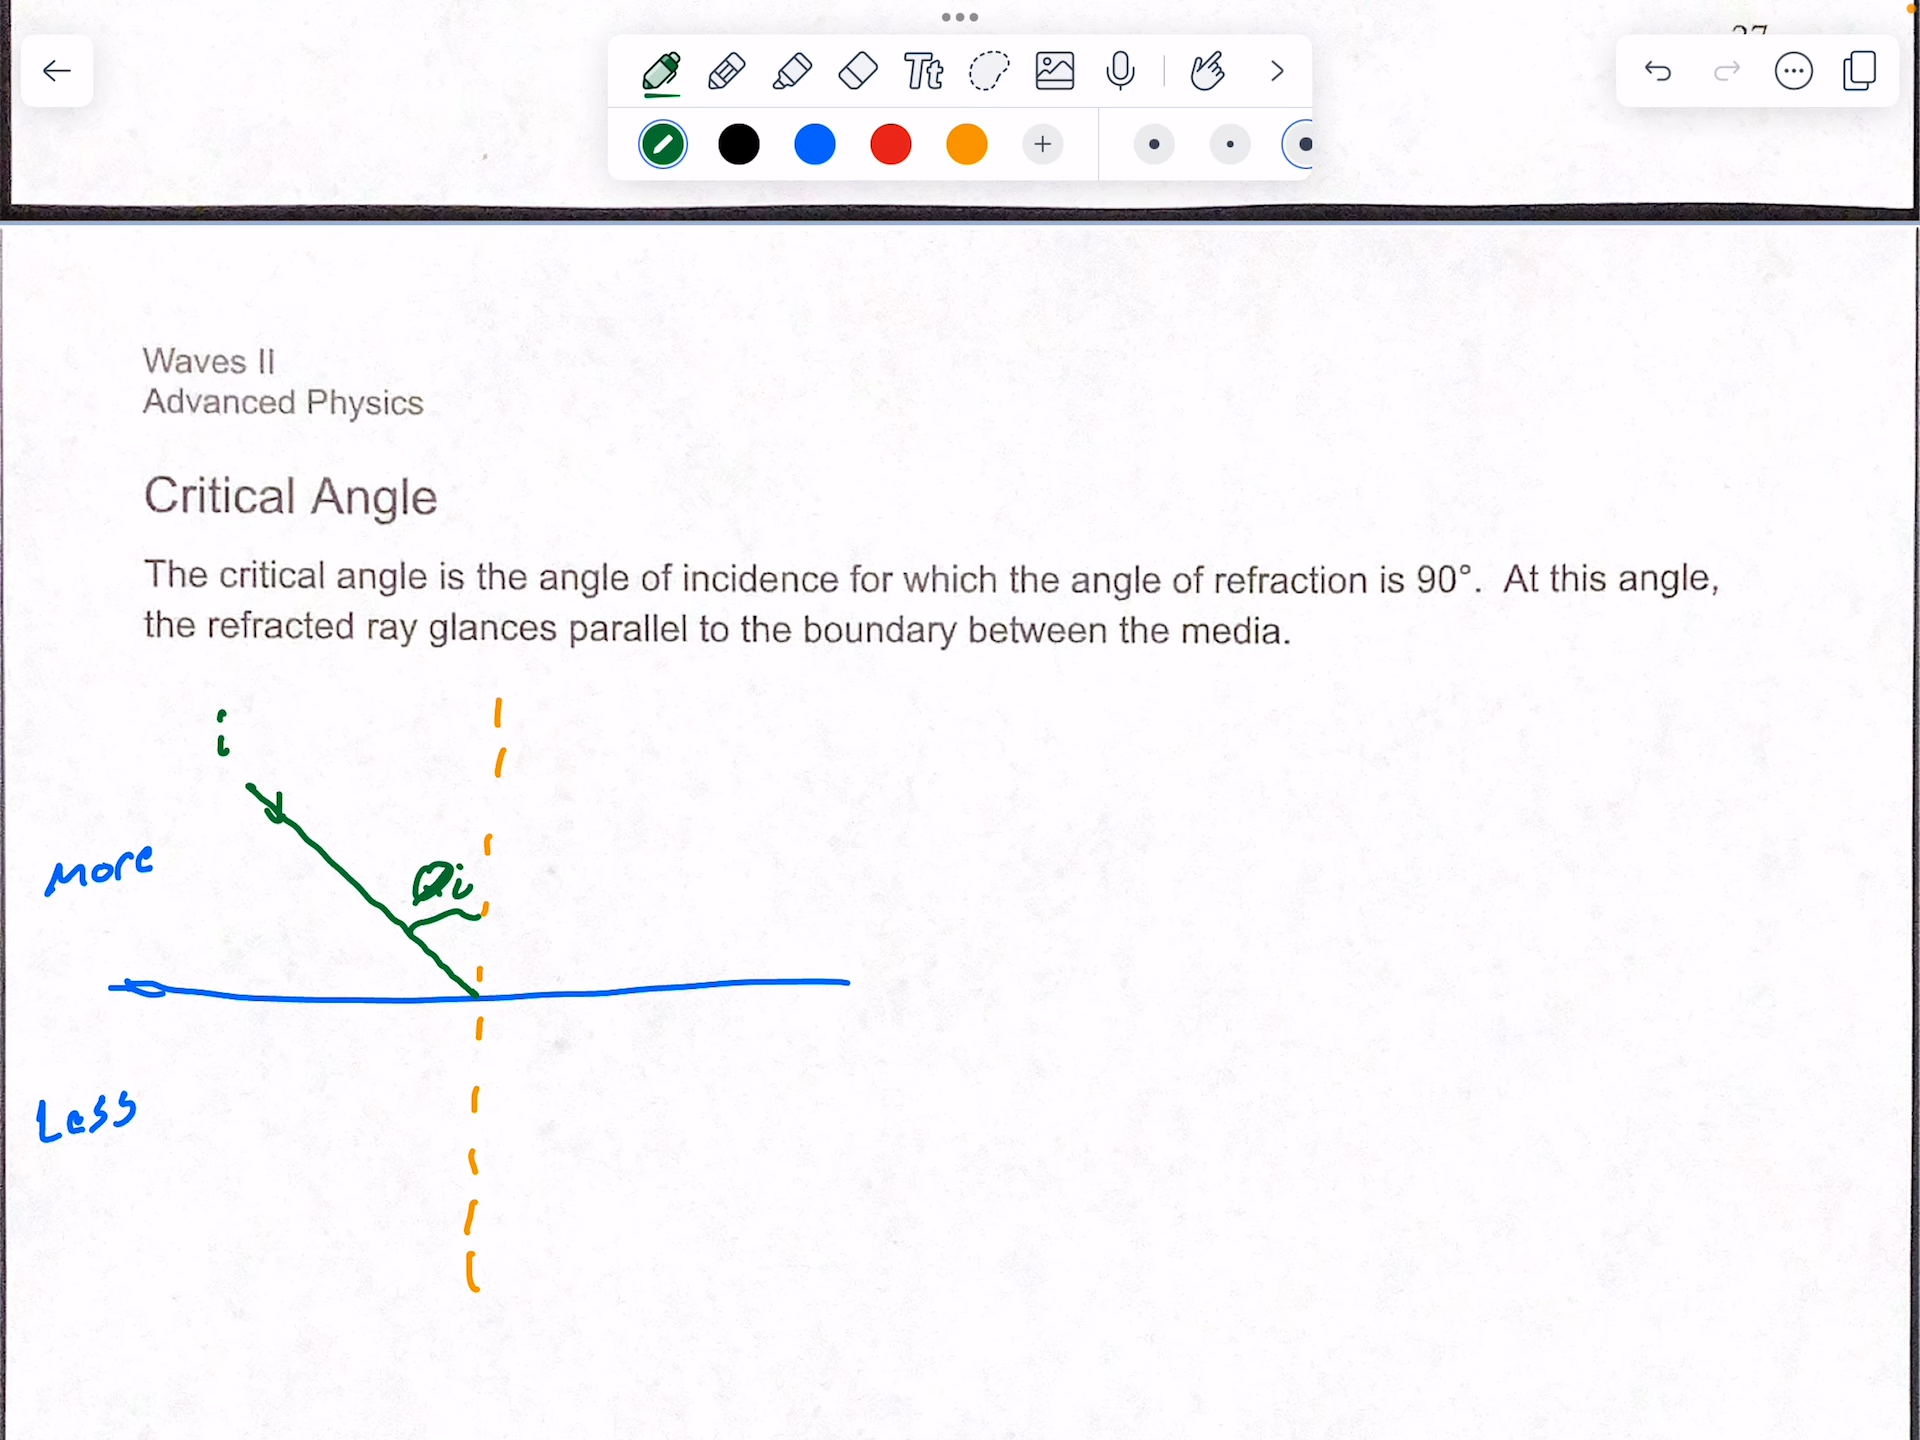 Tt
Waves II
Advanced Physics
Critical Angle
The critical angle is the angle of incidence for which the angle of refraction is 90°. At this angle,
the refracted ray glances parallel to the boundary between the media.
i
More
θi
Less